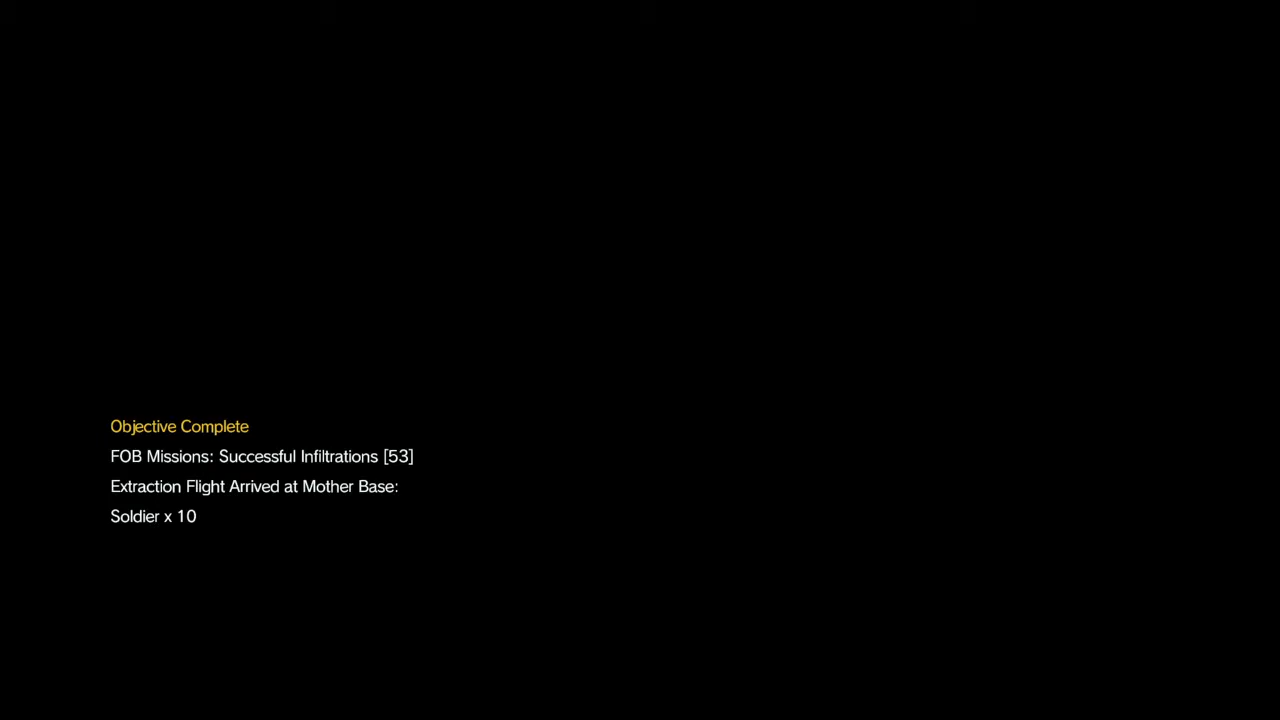 Objective Complete
FOB Missions: Successful Infiltrations [53]
Extraction Flight Arrived at Mother Base:
Soldier x 10